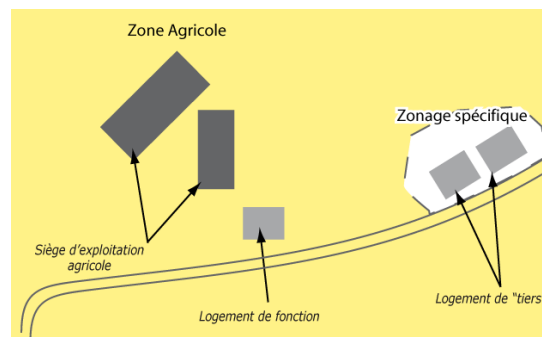 Zone Agricole
Zonage spécifique
Siège d'exploitation
agricole
Logement de fonction
Logement de "tiers